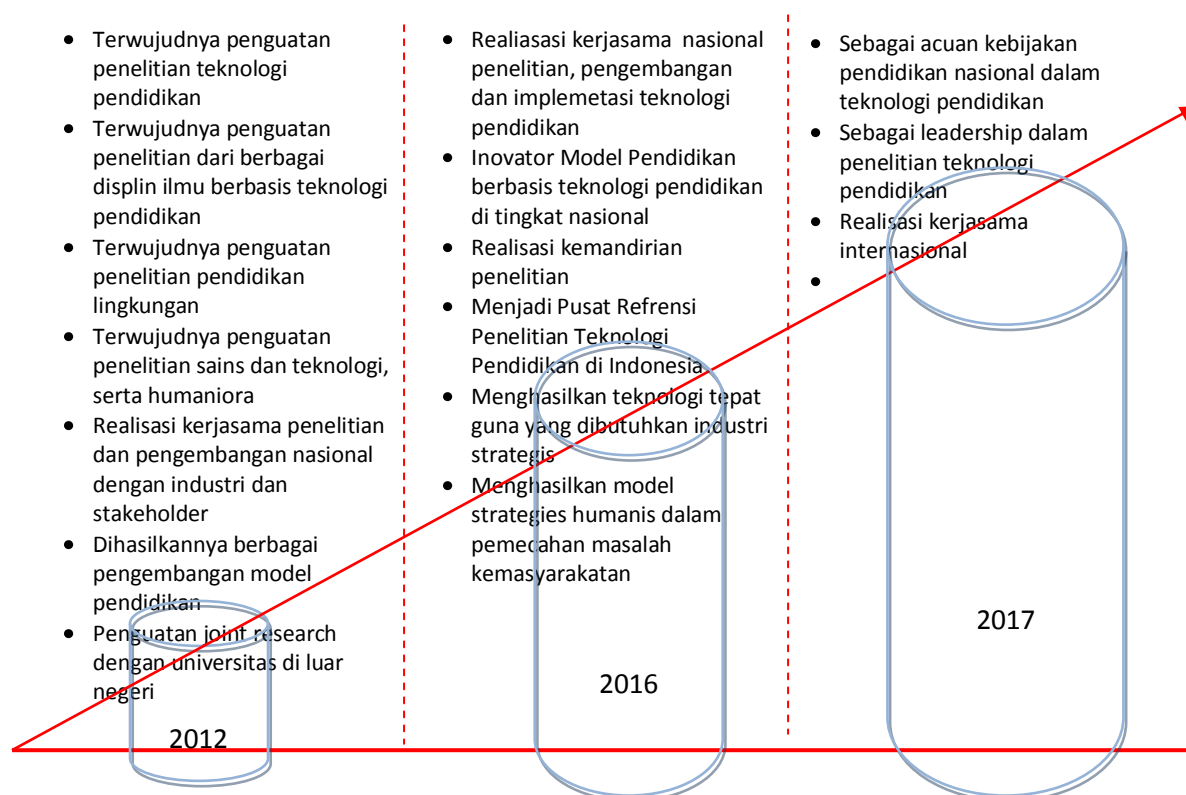 • Terwujudnya penguatan
penelitian teknologi
pendidikan
• Terwujudnya penguatan
penelitian dari berbagai
displin ilmu berbasis teknologi
pendidikan
• Terwujudnya penguatan
penelitian pendidikan
lingkungan
• Terwujudnya penguatan
penelitian sains dan teknologi,
serta humaniora
• Realisasi kerjasama penelitian
dan pengembangan nasional
dengan industri dan
stakeholder
• Dihasilkannya berbagai
pengembangan model
pendidikan
• Penguatan joint research
dengan universitas di luar
negeri
2012
• Realiasasi kerjasama nasional
penelitian, pengembangan
dan implemetasi teknologi
pendidikan
• Inovator Model Pendidikan
berbasis teknologi pendidikan
di tingkat nasional
• Realisasi kemandirian
penelitian
• Menjadi Pusat Refrensi
Penelitian Teknologi
Pendidikan di Indonesia
• Menghasilkan teknologi tepat
guna yang dibutuhkan industri
strategis
• Menghasilkan model
strategies humanis dalam
pemecahan masalah
kemasyarakatan
2016
• Sebagai acuan kebijakan
pendidikan nasional dalam
teknologi pendidikan
• Sebagai leadership dalam
penelitian teknologi
pendidikan
• Realisasi kerjasama
internasional
•
2017